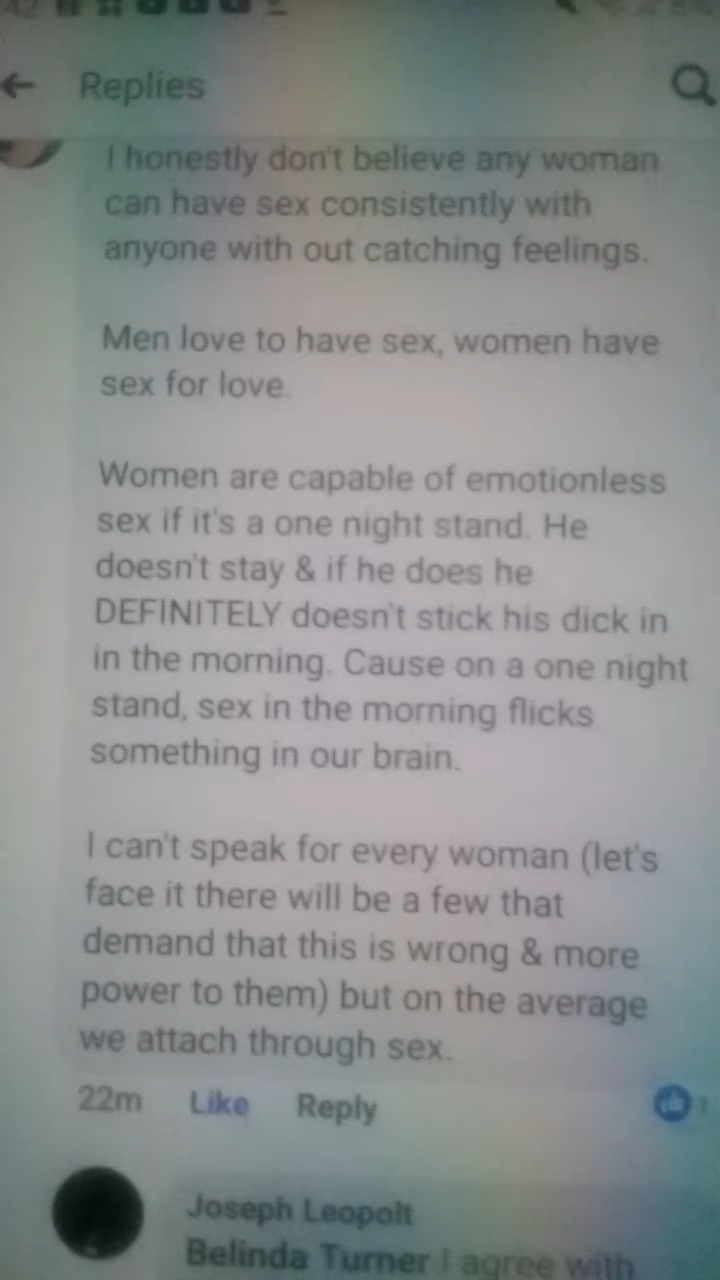 Replies
I honestly don't believe any woman
can have sex consistently with
anyone with out catching feelings.
Men love to have sex, women have
sex for love.
Women are capable of emotionless
sex if it's a one night stand. He
doesn't stay & if he does he
DEFINITELY doesn't stick his dick in
in the morning. Cause on a one night
stand, sex in the morning flicks
something in our brain.
I can't speak for every woman (let's
face it there will be a few that
demand that this is wrong & more
power to them) but on the average
we attach through sex.
22m Like Reply 1
Joseph Leopolt
Belinda Turner I agree with